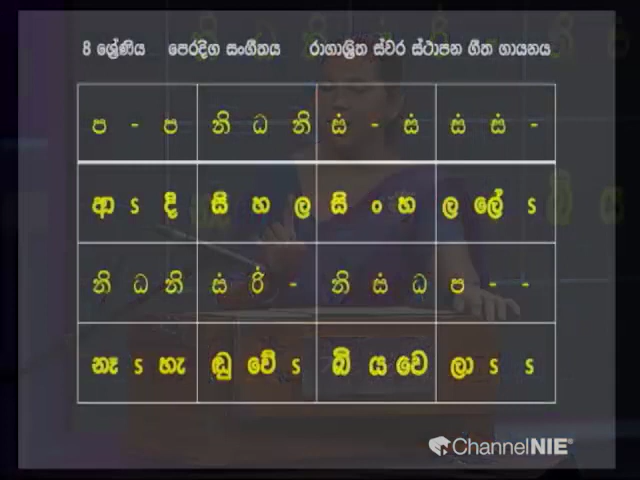 8 ශ්‍රේණිය පෙරදිග සංගීතය රාගාශ්‍රිත ස්වර ස්ථාපන ගීත ගායනය
ප - ප නි ධ නි සं - සं සं සं -
ආ s දි සි හ ල සි ං හ ල ලේ s
නි ධ නි සं රිं - නි සं ධ ප - -
නෑ s හැ ඬූ වේ s බි ය වෙ ලා s s
ChannelNIE